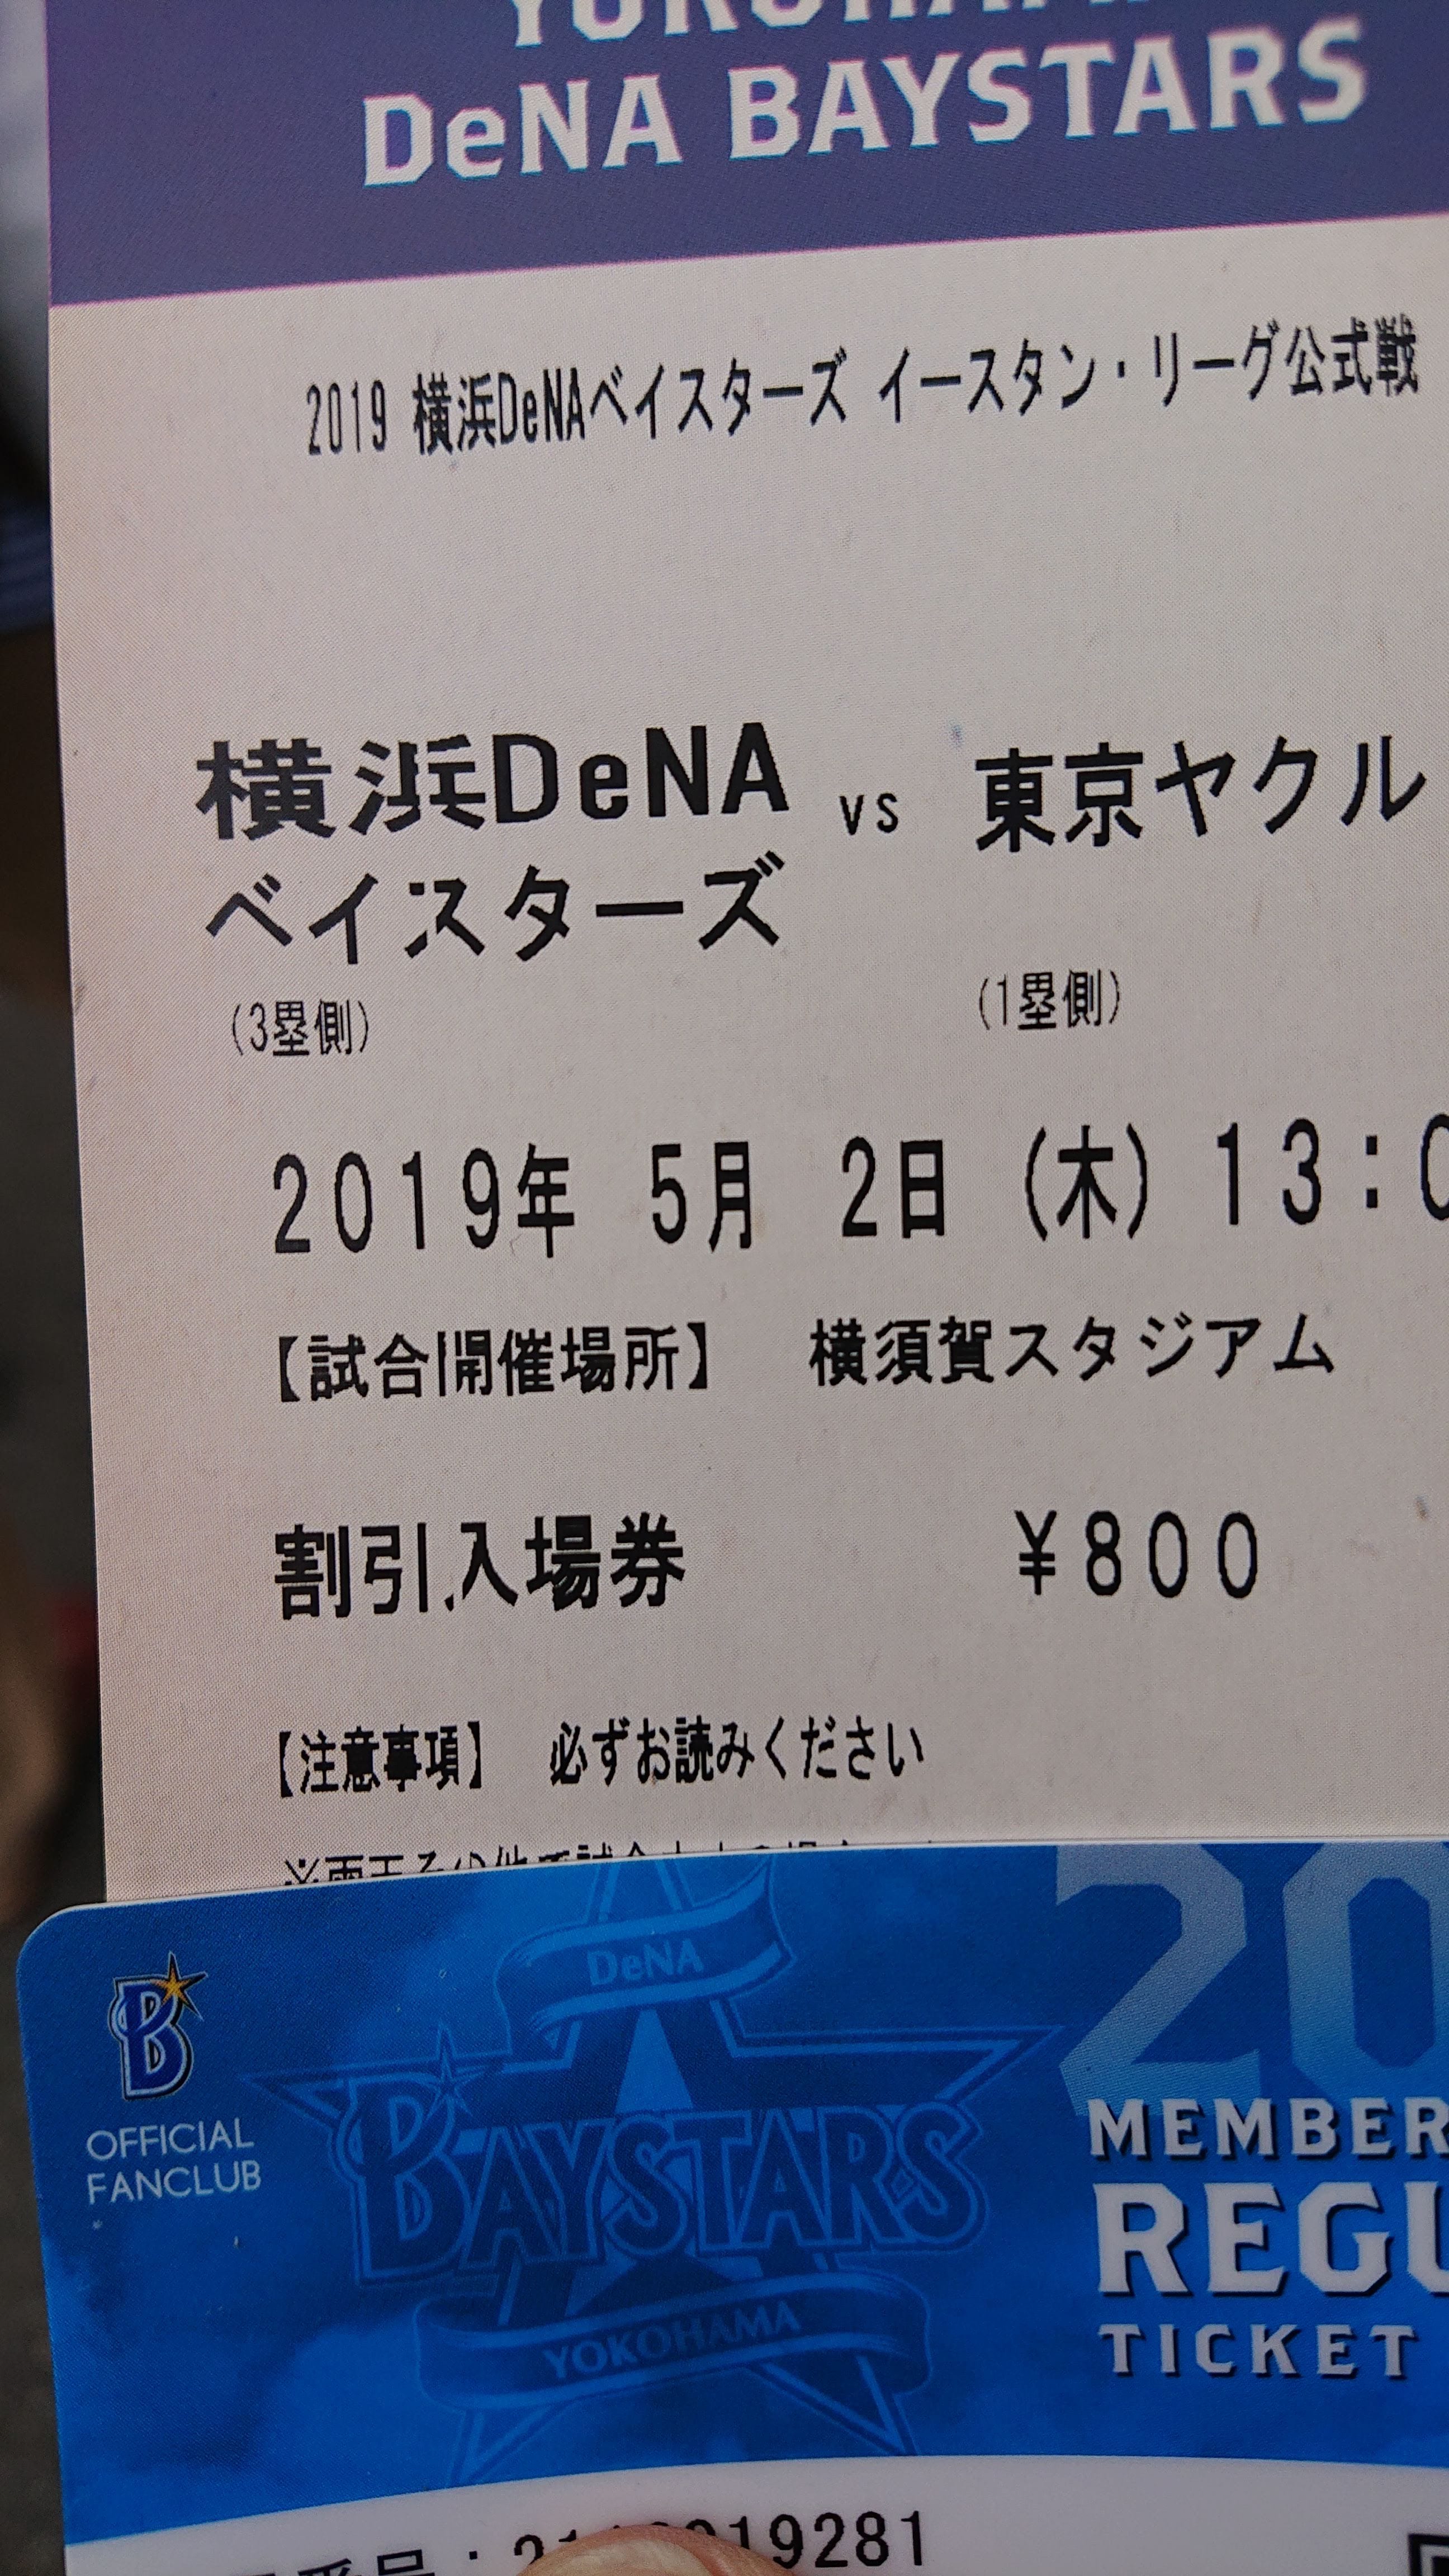 DeNA BAYSTARS
2019 横浜DeNAベイスターズ イースタン・リーグ公式戦
横浜DeNA vs 東京ヤクル
ベイスターズ
(3塁側) (1塁側)
2019年 5月 2日 (木) 13:0
【試合開催場所】 横須賀スタジアム
割引入場券 ¥800
【注意事項】 必ずお読みください
20
DeNA
B
OFFICIAL
FANCLUB
BAYSTARS
YOKOHAMA
MEMBER
REGU
TICKET
番号:
19281